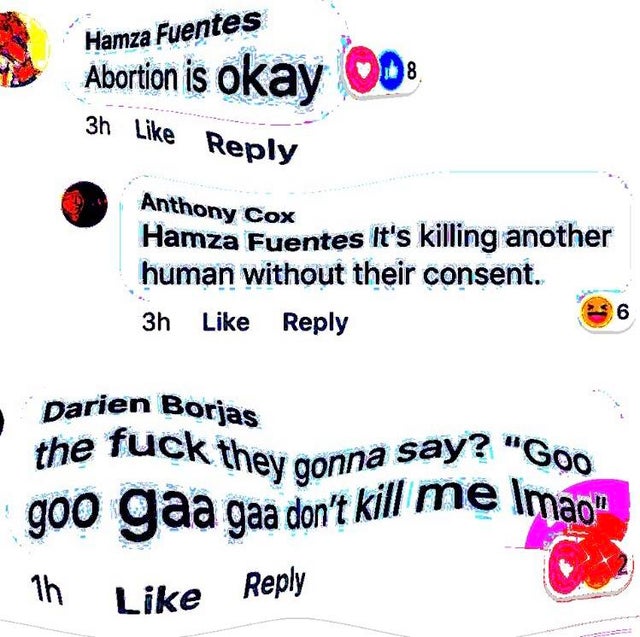 Hamza Fuentes
Abortion is okay
8
3h Like Reply
Anthony Cox
Hamza Fuentes It's killing another
human without their consent.
6
3h Like Reply
Darien Borjas
the fuck they gonna say? "Goo
goo gaa gaa don't kill me lmao"
2
1h Like Reply